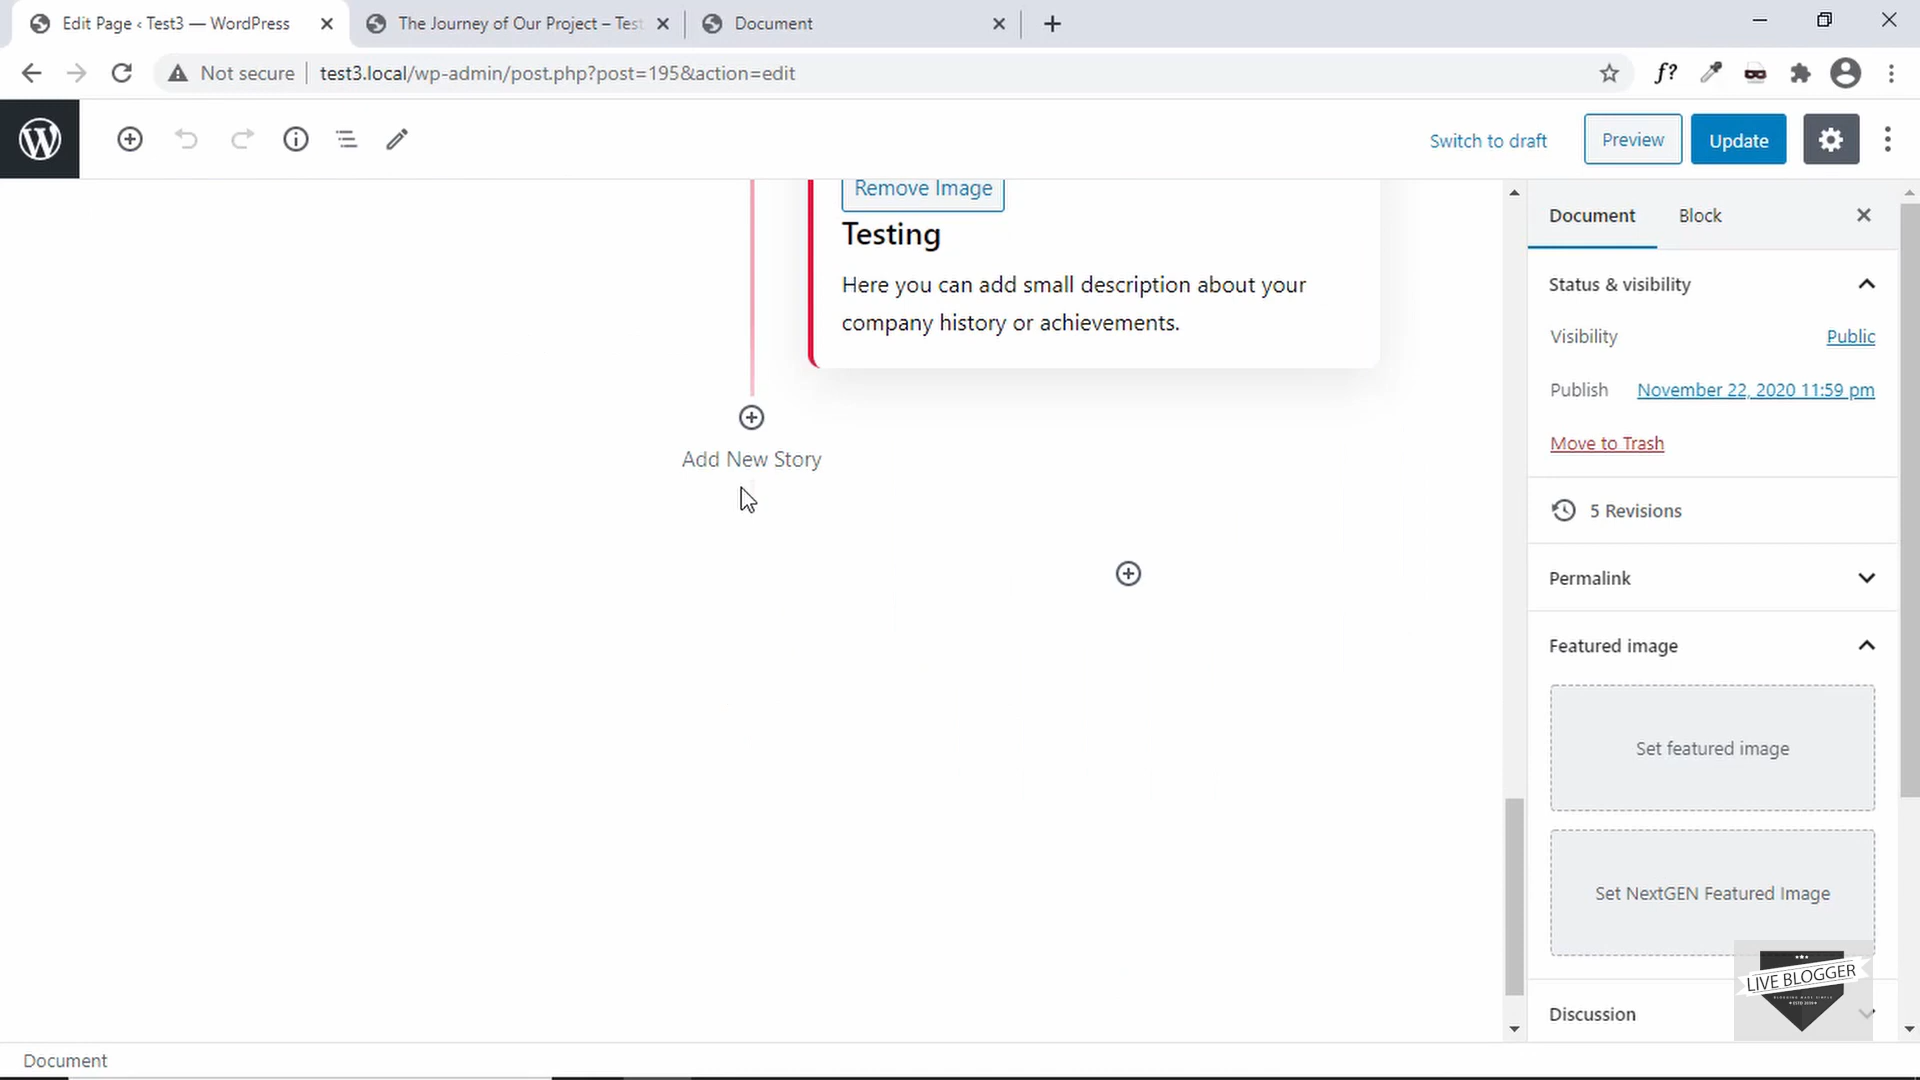 Edit Page ‹ Test3 — WordPress
The Journey of Our Project – Test
Document
Not secure
test3.local/wp-admin/post.php?post=195&action=edit
f?
Switch to draft
Preview
Update
Remove Image
Testing
Here you can add small description about your
company history or achievements.
Add New Story
Document
Block
Status & visibility
Visibility
Public
Publish
November 22, 2020 11:59 pm
Move to Trash
5 Revisions
Permalink
Featured image
Set featured image
Set NextGEN Featured Image
Discussion
LIVE BLOGGER
Document